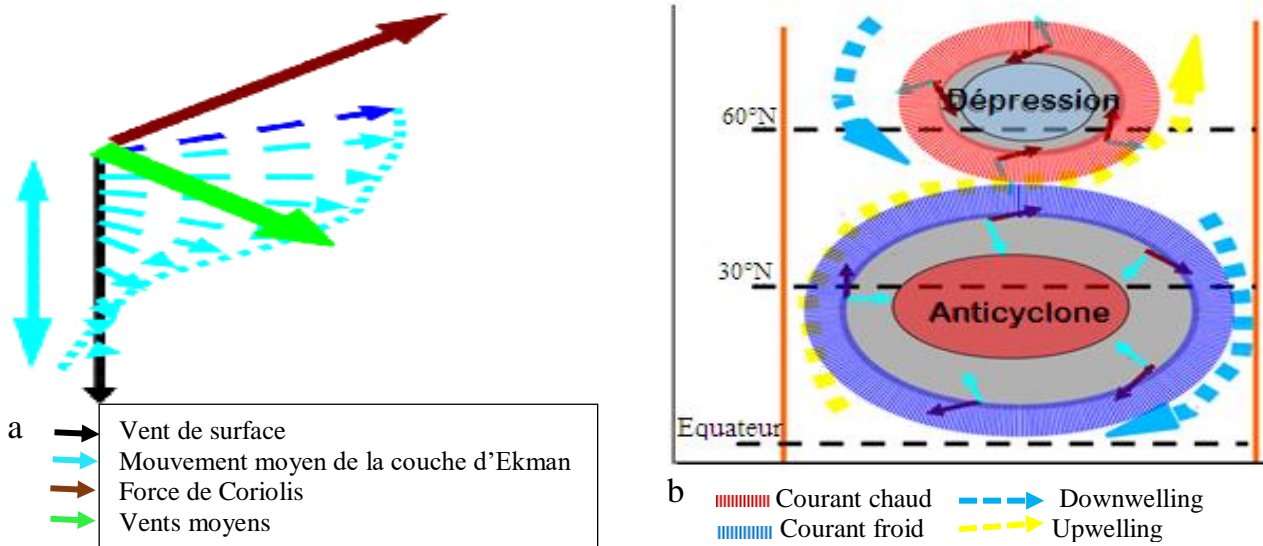 Dépression
60°N
30°N
Anticyclone
Equateur
a
Vent de surface
Mouvement moyen de la couche d'Ekman
Force de Coriolis
Vents moyens
b
Courant chaud
Downwelling
Courant froid
Upwelling